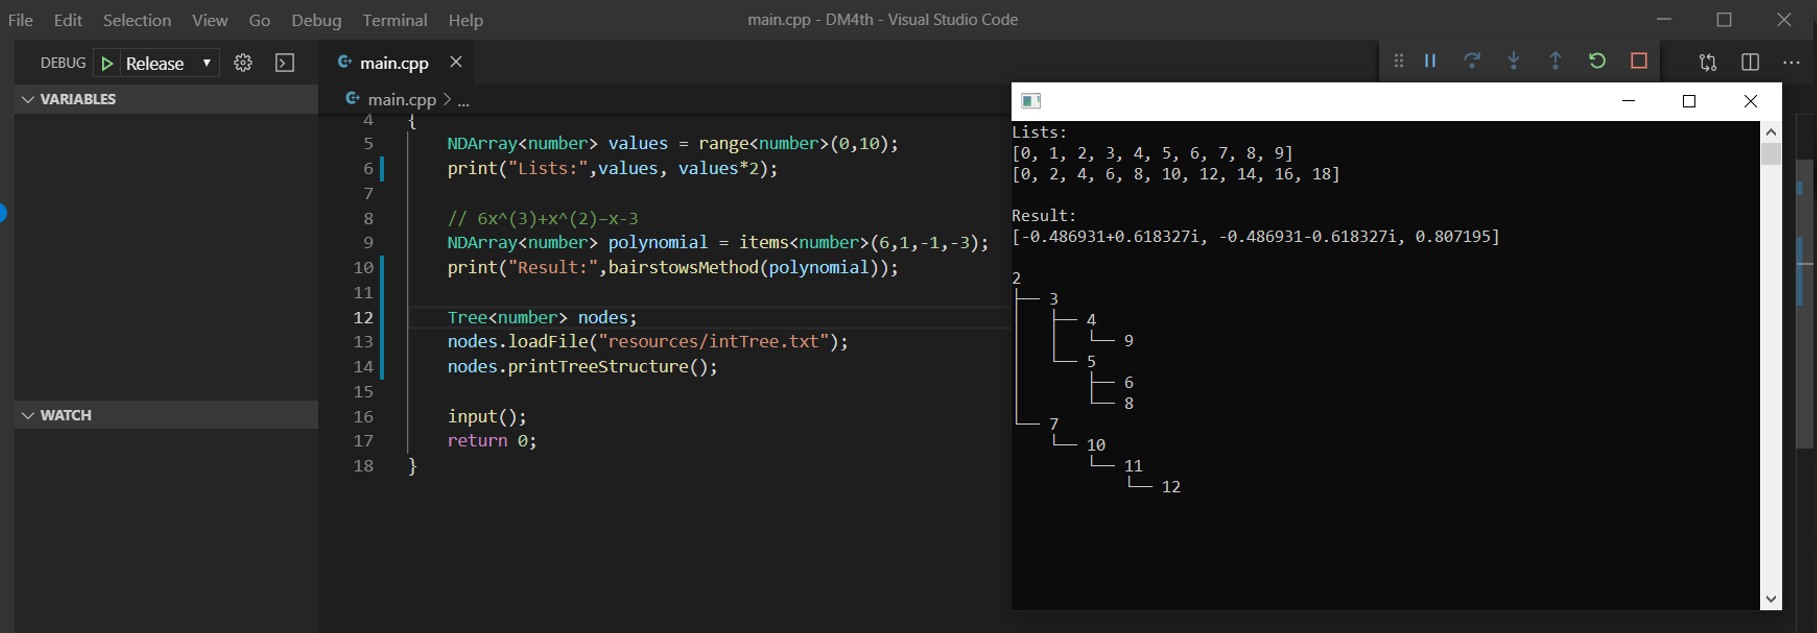 File Edit Selection View Go Debug Terminal Help
main.cpp - DM4th - Visual Studio Code
DEBUG Release
VARIABLES
WATCH
main.cpp
main.cpp > ...
4 {
5 NDArray<number> values = range<number>(0,10);
6 print("Lists:",values, values*2);
7
8 // 6x^(3)+x^(2)-x-3
9 NDArray<number> polynomial = items<number>(6,1,-1,-3);
10 print("Result:",bairstowsMethod(polynomial));
11
12 Tree<number> nodes;
13 nodes.loadFile("resources/intTree.txt");
14 nodes.printTreeStructure();
15
16 input();
17 return 0;
18 }
Lists:
[0, 1, 2, 3, 4, 5, 6, 7, 8, 9]
[0, 2, 4, 6, 8, 10, 12, 14, 16, 18]
Result:
[-0.486931+0.618327i, -0.486931-0.618327i, 0.807195]
2
├── 3
│   ├── 4
│   │   └── 9
│   └── 5
│       ├── 6
│       └── 8
└── 7
    └── 10
        └── 11
            └── 12